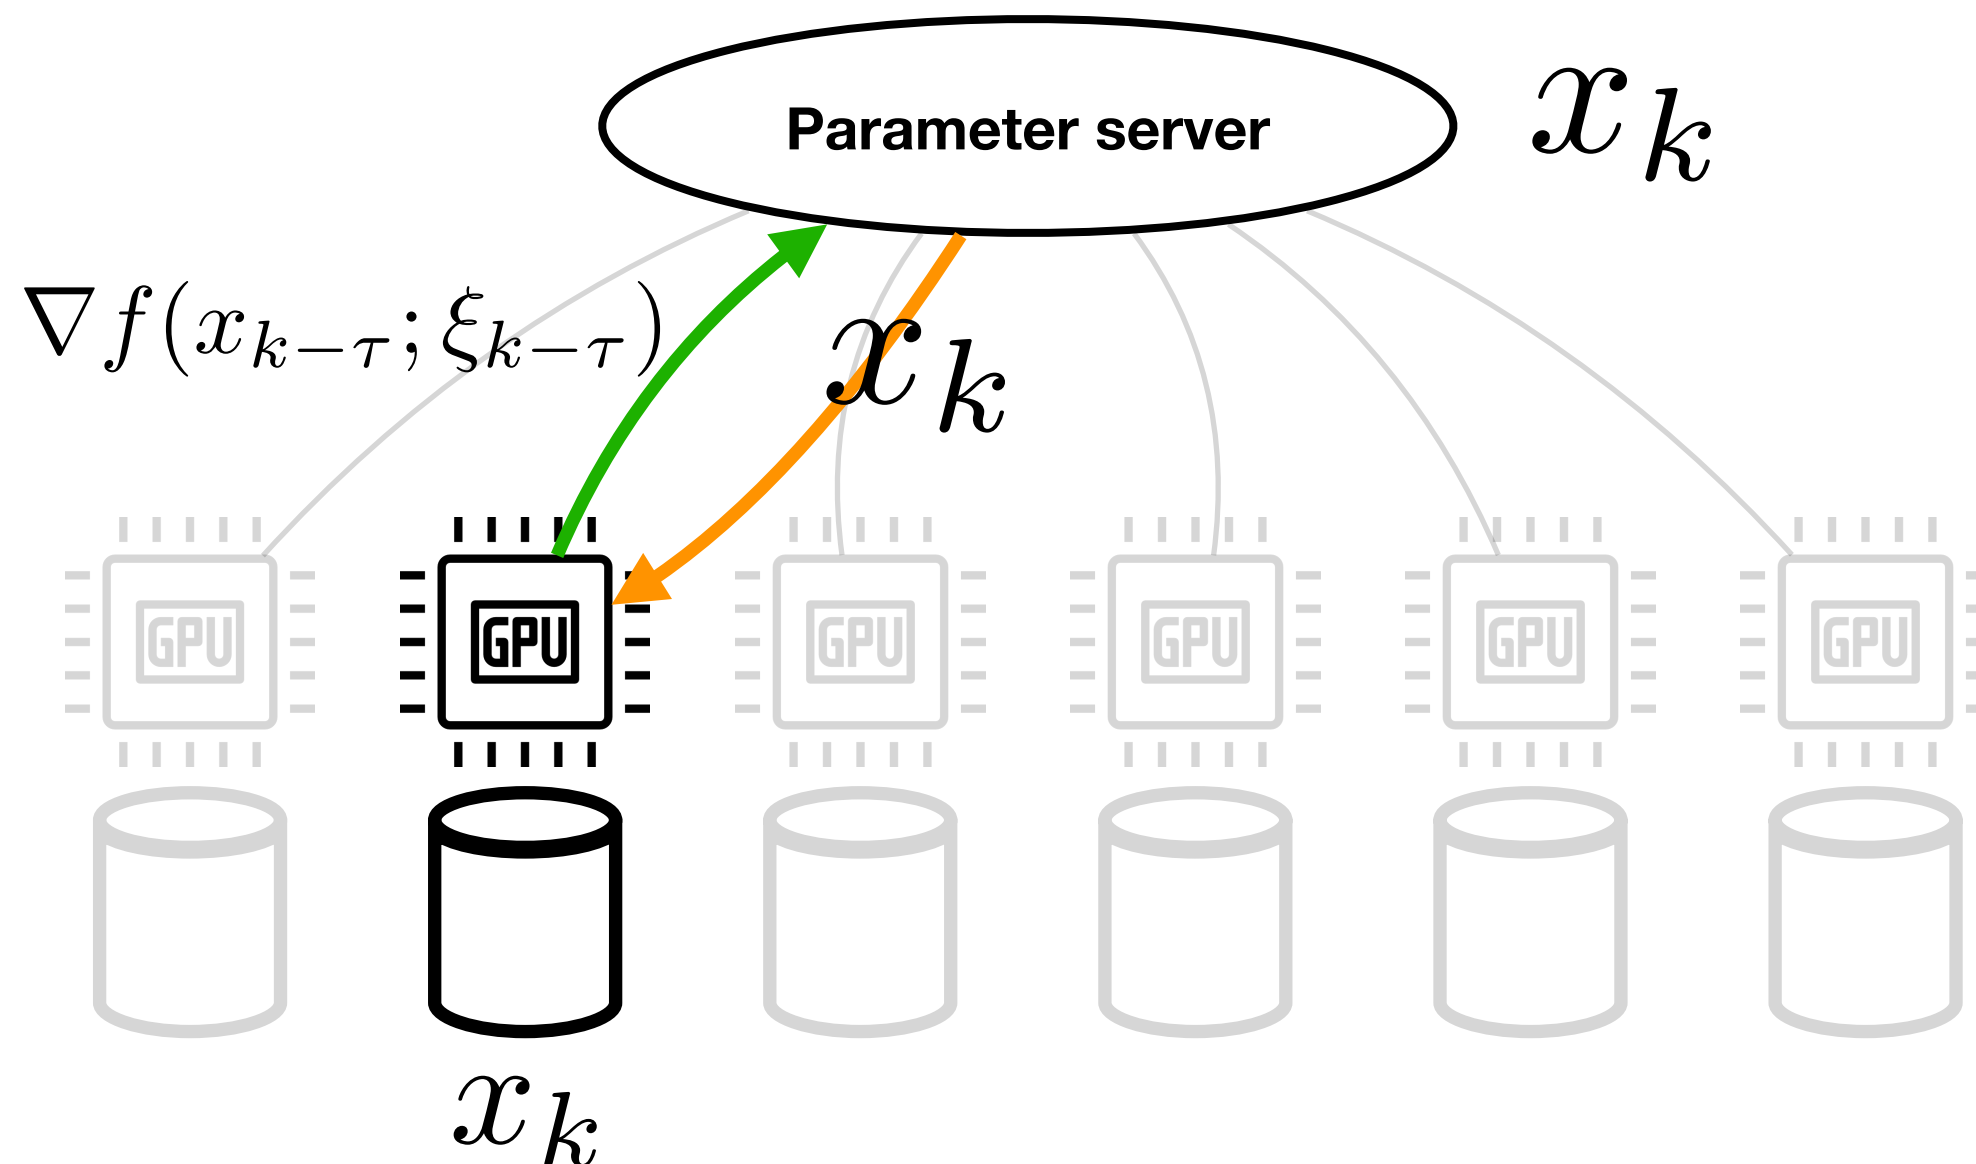 Parameter server
x_k
∇f(x_{k−τ}; ξ_{k−τ})
x_k
GPU GPU GPU GPU GPU GPU
x_k